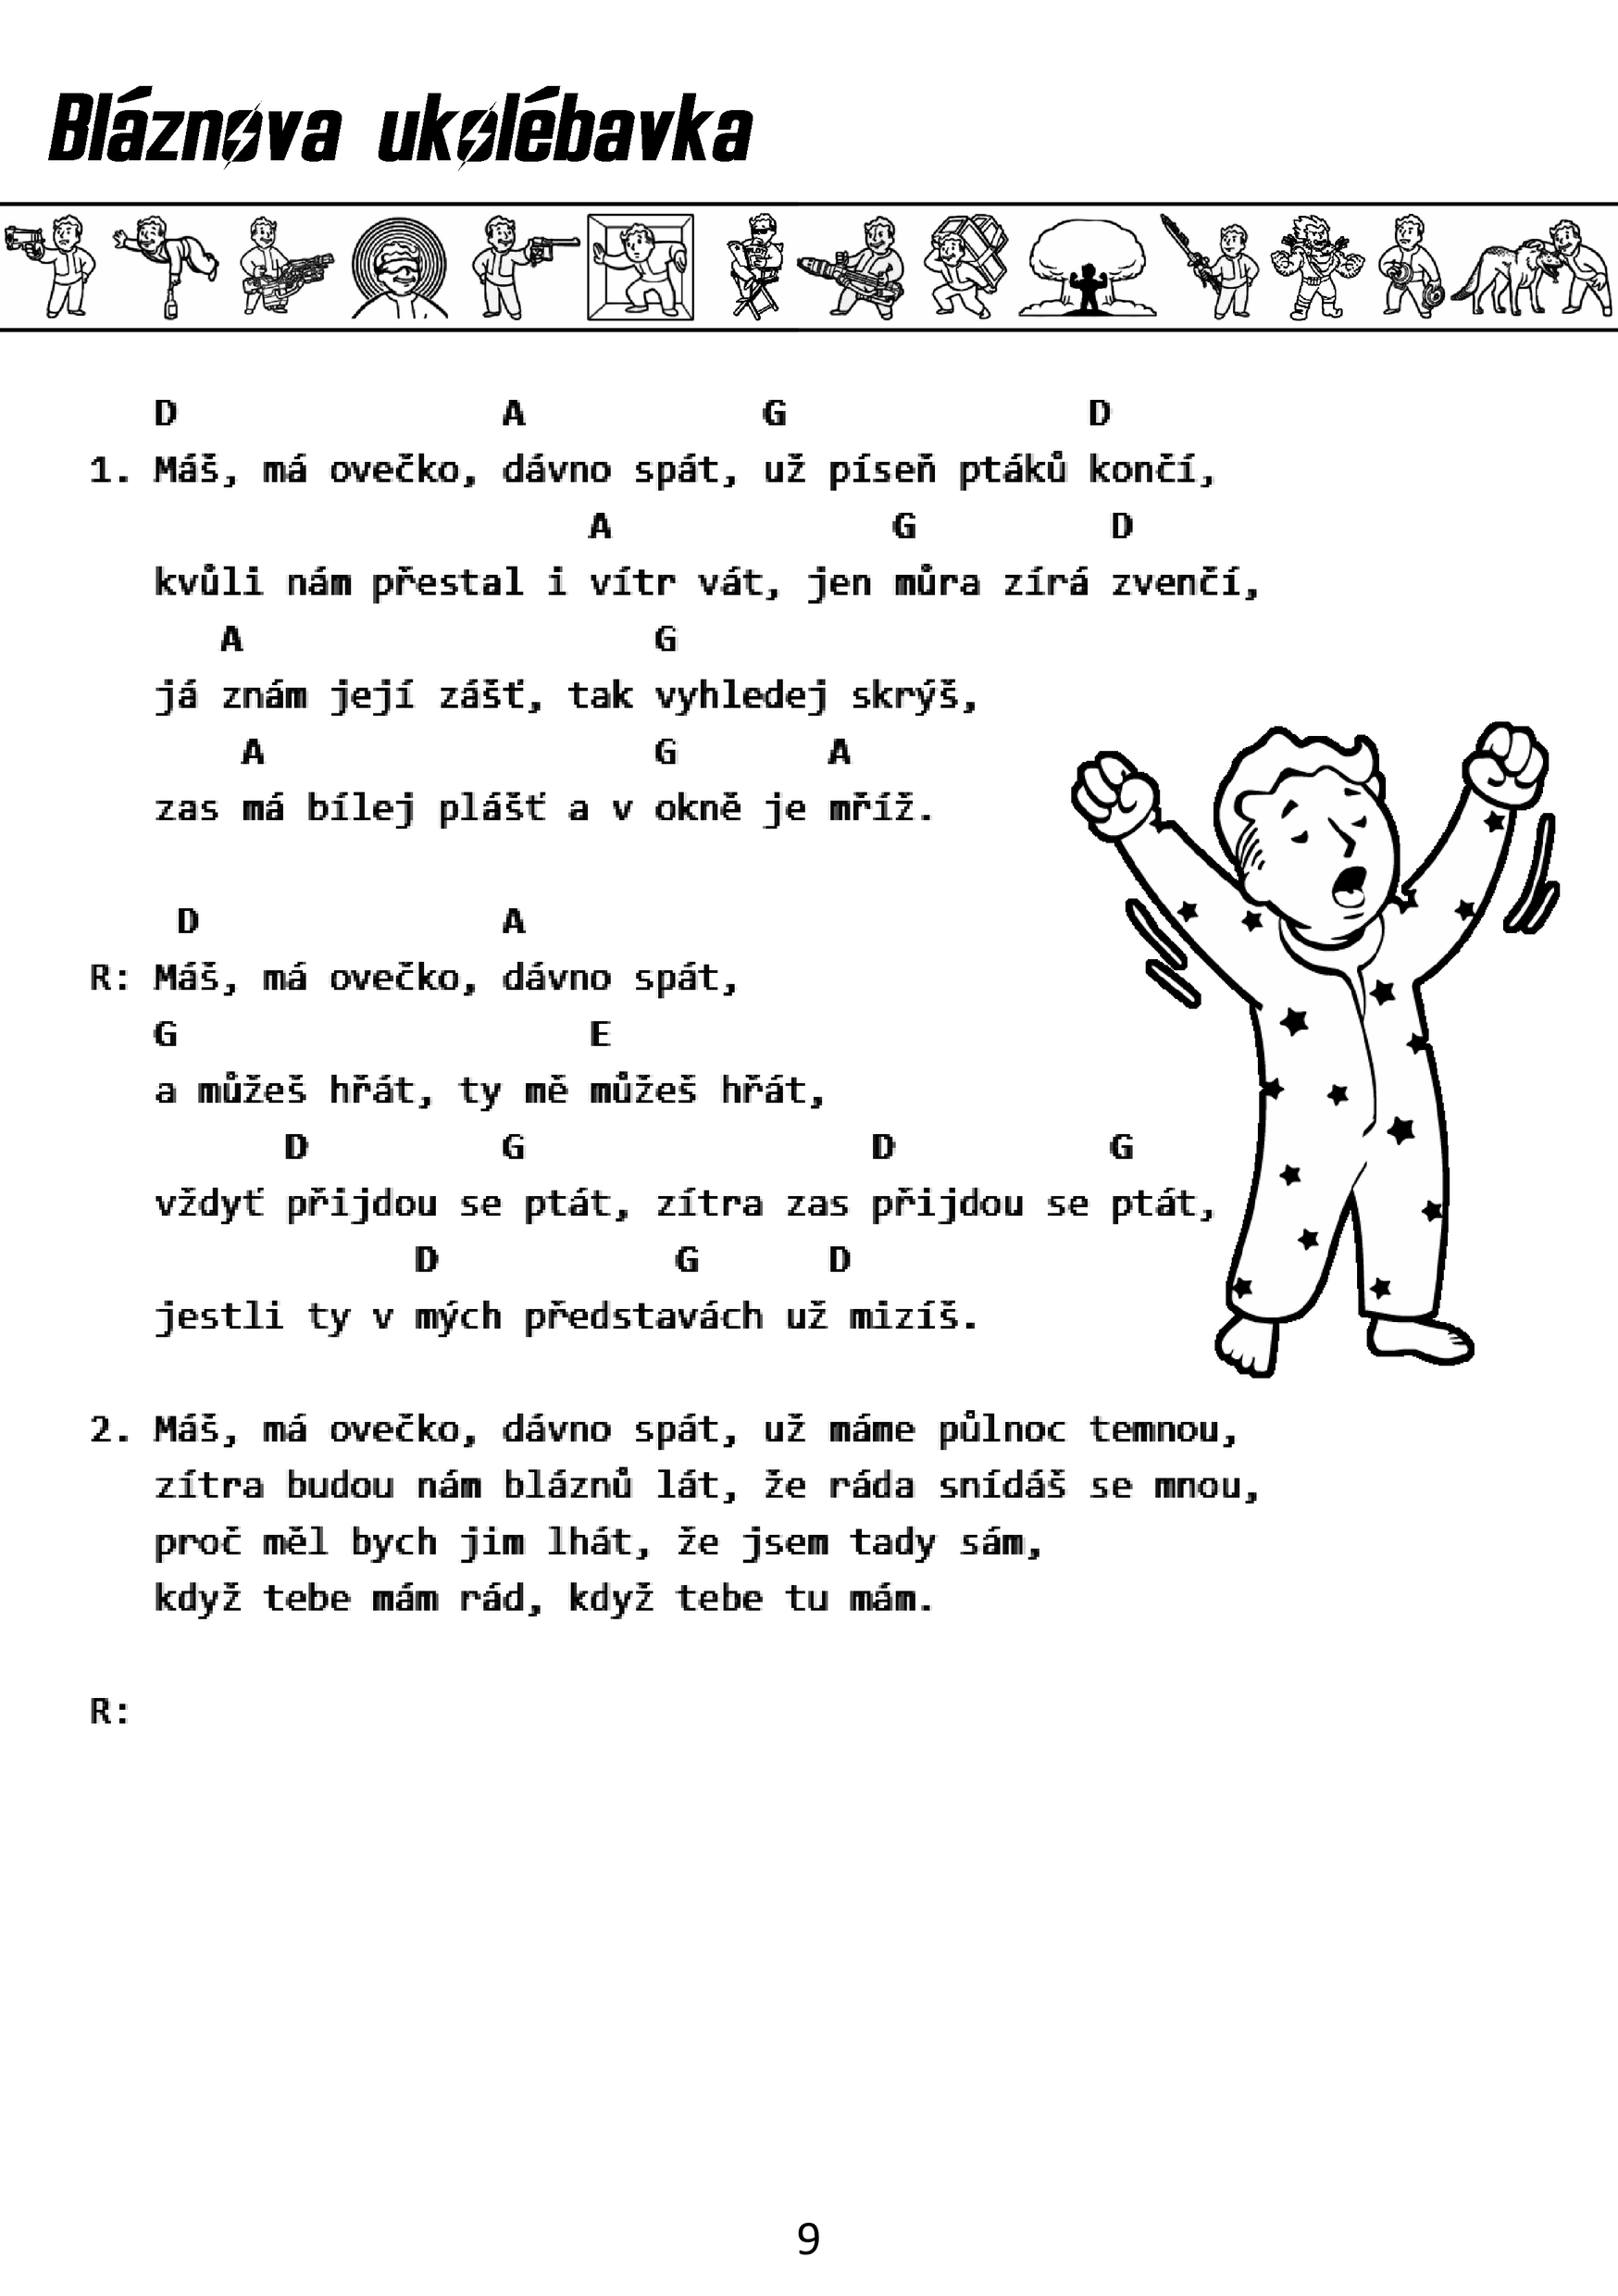 Bláznova ukolébavka
D A G D
1. Máš, má ovečko, dávno spát, už píseň ptáků končí,
A G D
kvůli nám přestal i vítr vát, jen můra zírá zvenčí,
A G
já znám její zášť, tak vyhledej skrýš,
A G A
zas má bílej plášť a v okně je mříž.
D A
R: Máš, má ovečko, dávno spát,
G E
a můžeš hřát, ty mě můžeš hřát,
D G D G
vždyť přijdou se ptát, zítra zas přijdou se ptát,
D G D
jestli ty v mých představách už mizíš.
2. Máš, má ovečko, dávno spát, už máme půlnoc temnou,
zítra budou nám bláznů lát, že ráda snídáš se mnou,
proč měl bych jim lhát, že jsem tady sám,
když tebe mám rád, když tebe tu mám.
R:
9